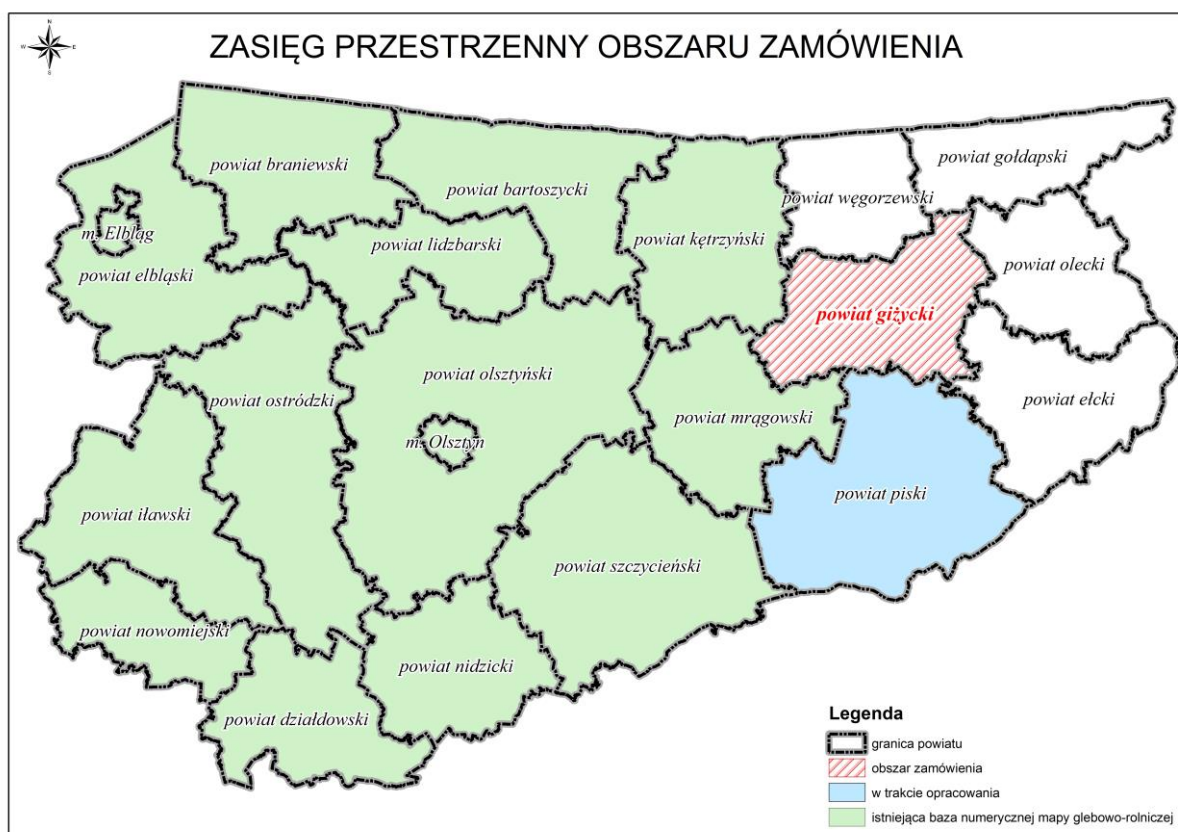 ZASIĘG PRZESTRZENNY OBSZARU ZAMÓWIENIA
N
W
E
S
powiat braniewski
powiat bartoszycki
powiat gołdapski
powiat węgorzewski
m. Elbląg
powiat lidzbarski
powiat kętrzyński
powiat elbląski
powiat olecki
powiat giżycki
powiat olsztyński
powiat ostródzki
powiat ełcki
powiat mrągowski
m. Olsztyn
powiat piski
powiat iławski
powiat szczycieński
powiat nowomiejski
powiat nidzicki
powiat działdowski
Legenda
granica powiatu
obszar zamówienia
w trakcie opracowania
istniejąca baza numerycznej mapy glebowo-rolniczej